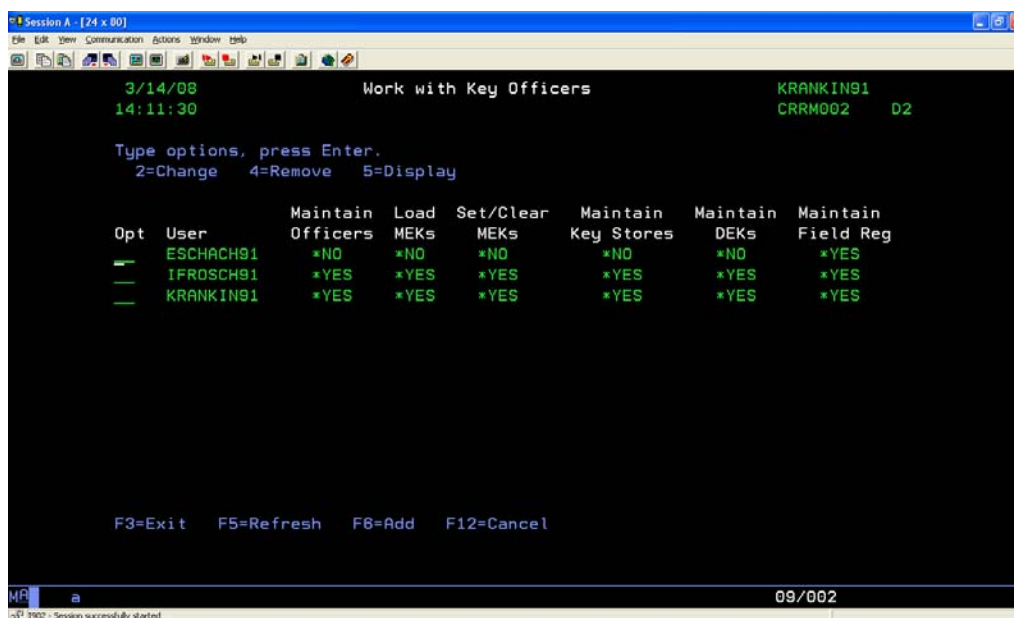 Session A - [24 x 80]
File Edit View Communication Actions Window Help
3/14/08 Work with Key Officers KRANKIN91
14:11:30 CRRM002 D2
Type options, press Enter.
2=Change 4=Remove 5=Display
Maintain Load Set/Clear Maintain Maintain Maintain
Opt User Officers MEKs MEKs Key Stores DEKs Field Reg
ESCHACH91 *NO *NO *NO *NO *NO *YES
IFROSCH91 *YES *YES *YES *YES *YES *YES
KRANKIN91 *YES *YES *YES *YES *YES *YES
F3=Exit F5=Refresh F6=Add F12=Cancel
MA a 09/002
I902 - Session successfully started